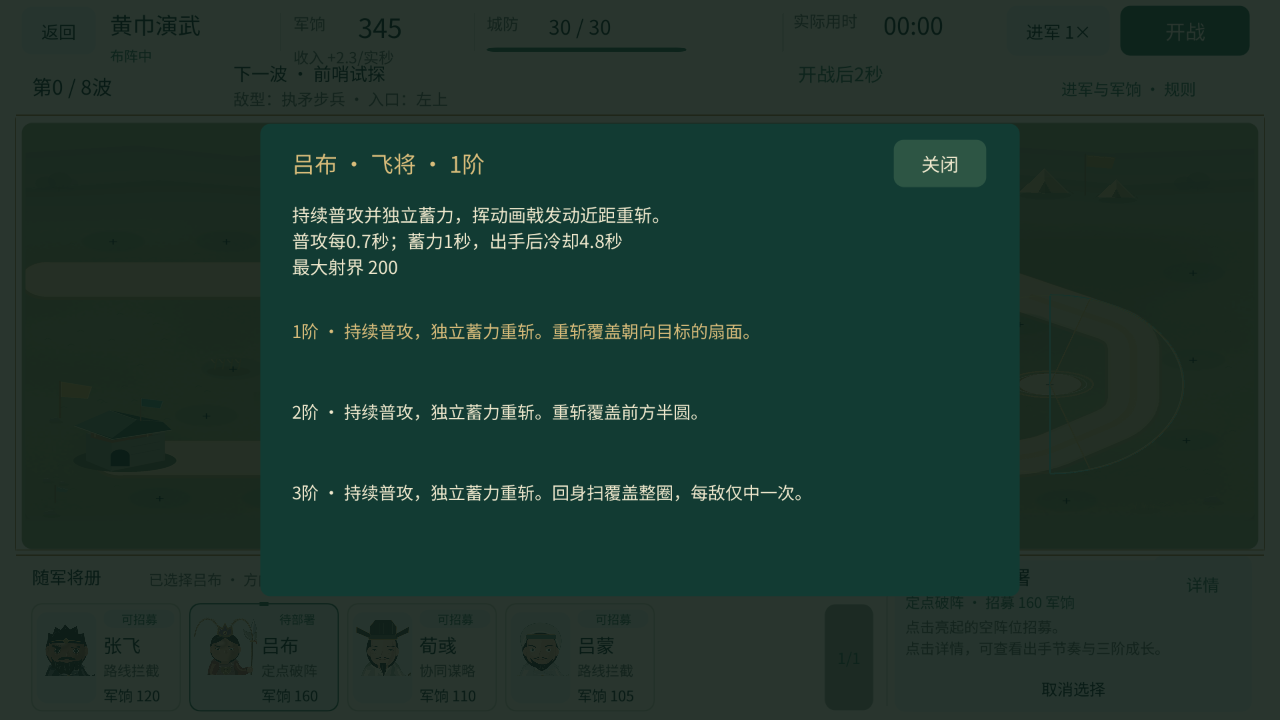 返回
黄巾演武
布阵中
军饷
345
收入 +2.3/实秒
城防
30 / 30
实际用时
00:00
进军 1×
开战
第0 / 8波
下一波 · 前哨试探
敌型：执矛步兵 · 入口：左上
开战后2秒
进军与军饷 · 规则
吕布 · 飞将 · 1阶
关闭
持续普攻并独立蓄力，挥动画戟发动近距重斩。
普攻每0.7秒；蓄力1秒，出手后冷却4.8秒
最大射界 200
1阶 · 持续普攻，独立蓄力重斩。重斩覆盖朝向目标的扇面。
2阶 · 持续普攻，独立蓄力重斩。重斩覆盖前方半圆。
3阶 · 持续普攻，独立蓄力重斩。回身扫覆盖整圈，每敌仅中一次。
随军将册
已选择吕布 · 方
可招募
张飞
路线拦截
军饷 120
待部署
吕布
定点破阵
军饷 160
可招募
荀彧
协同谋略
军饷 110
可招募
吕蒙
路线拦截
军饷 105
1/1
署
详情
定点破阵 · 招募 160 军饷
点击亮起的空阵位招募。
点击详情，可查看出手节奏与三阶成长。
取消选择